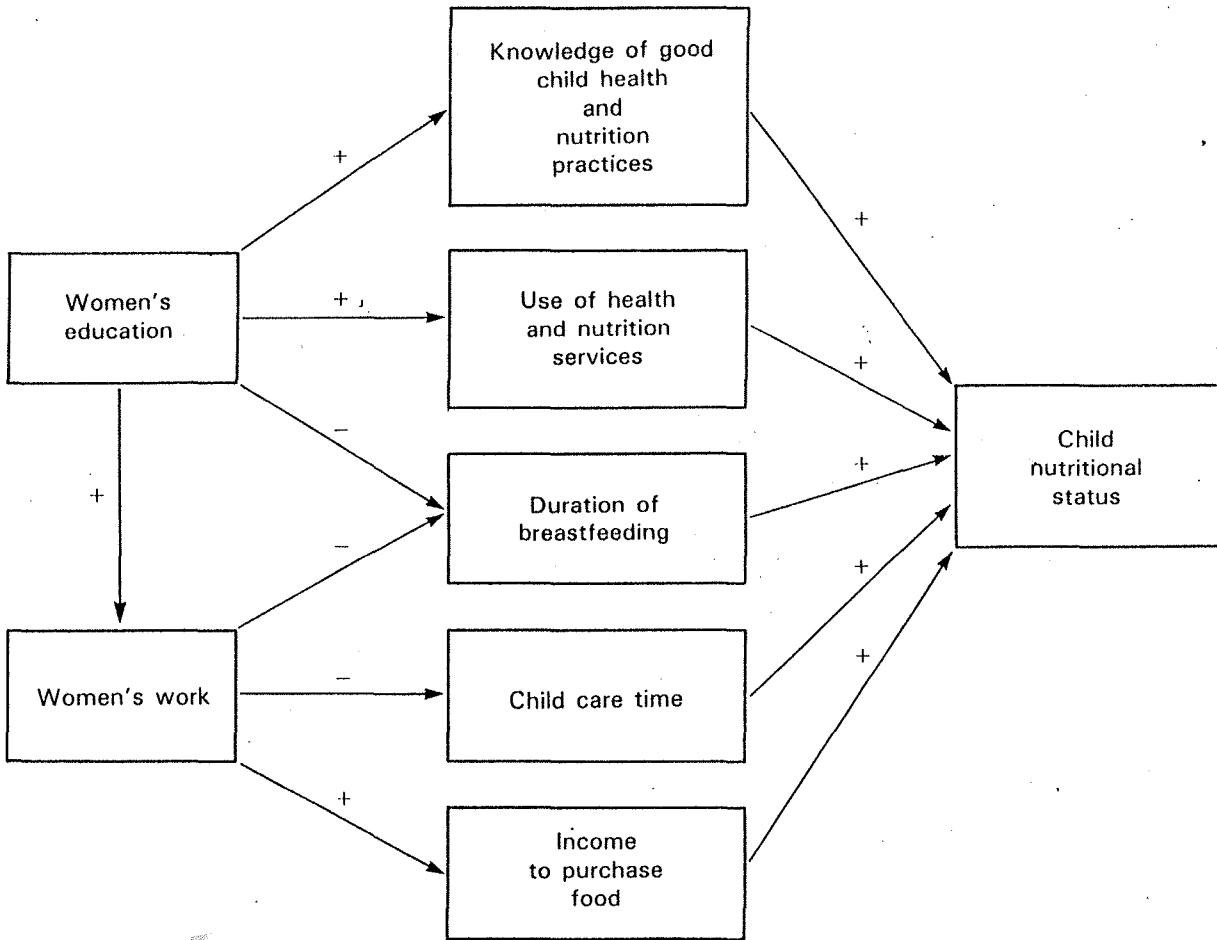 Knowledge of good
child health
and
nutrition
practices
+
+
Women's
education
+
Use of health
and nutrition
services
+
Child
nutritional
status
−
+
Duration of
breastfeeding
+
−
+
Women's work
−
Child care time
+
+
Income
to purchase
food